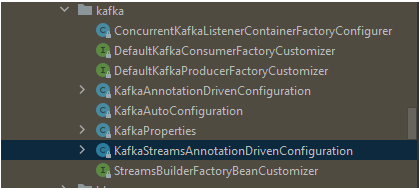 kafka
ConcurrentKafkaListenerContainerFactoryConfigurer
DefaultKafkaConsumerFactoryCustomizer
DefaultKafkaProducerFactoryCustomizer
KafkaAnnotationDrivenConfiguration
KafkaAutoConfiguration
KafkaProperties
KafkaStreamsAnnotationDrivenConfiguration
StreamsBuilderFactoryBeanCustomizer